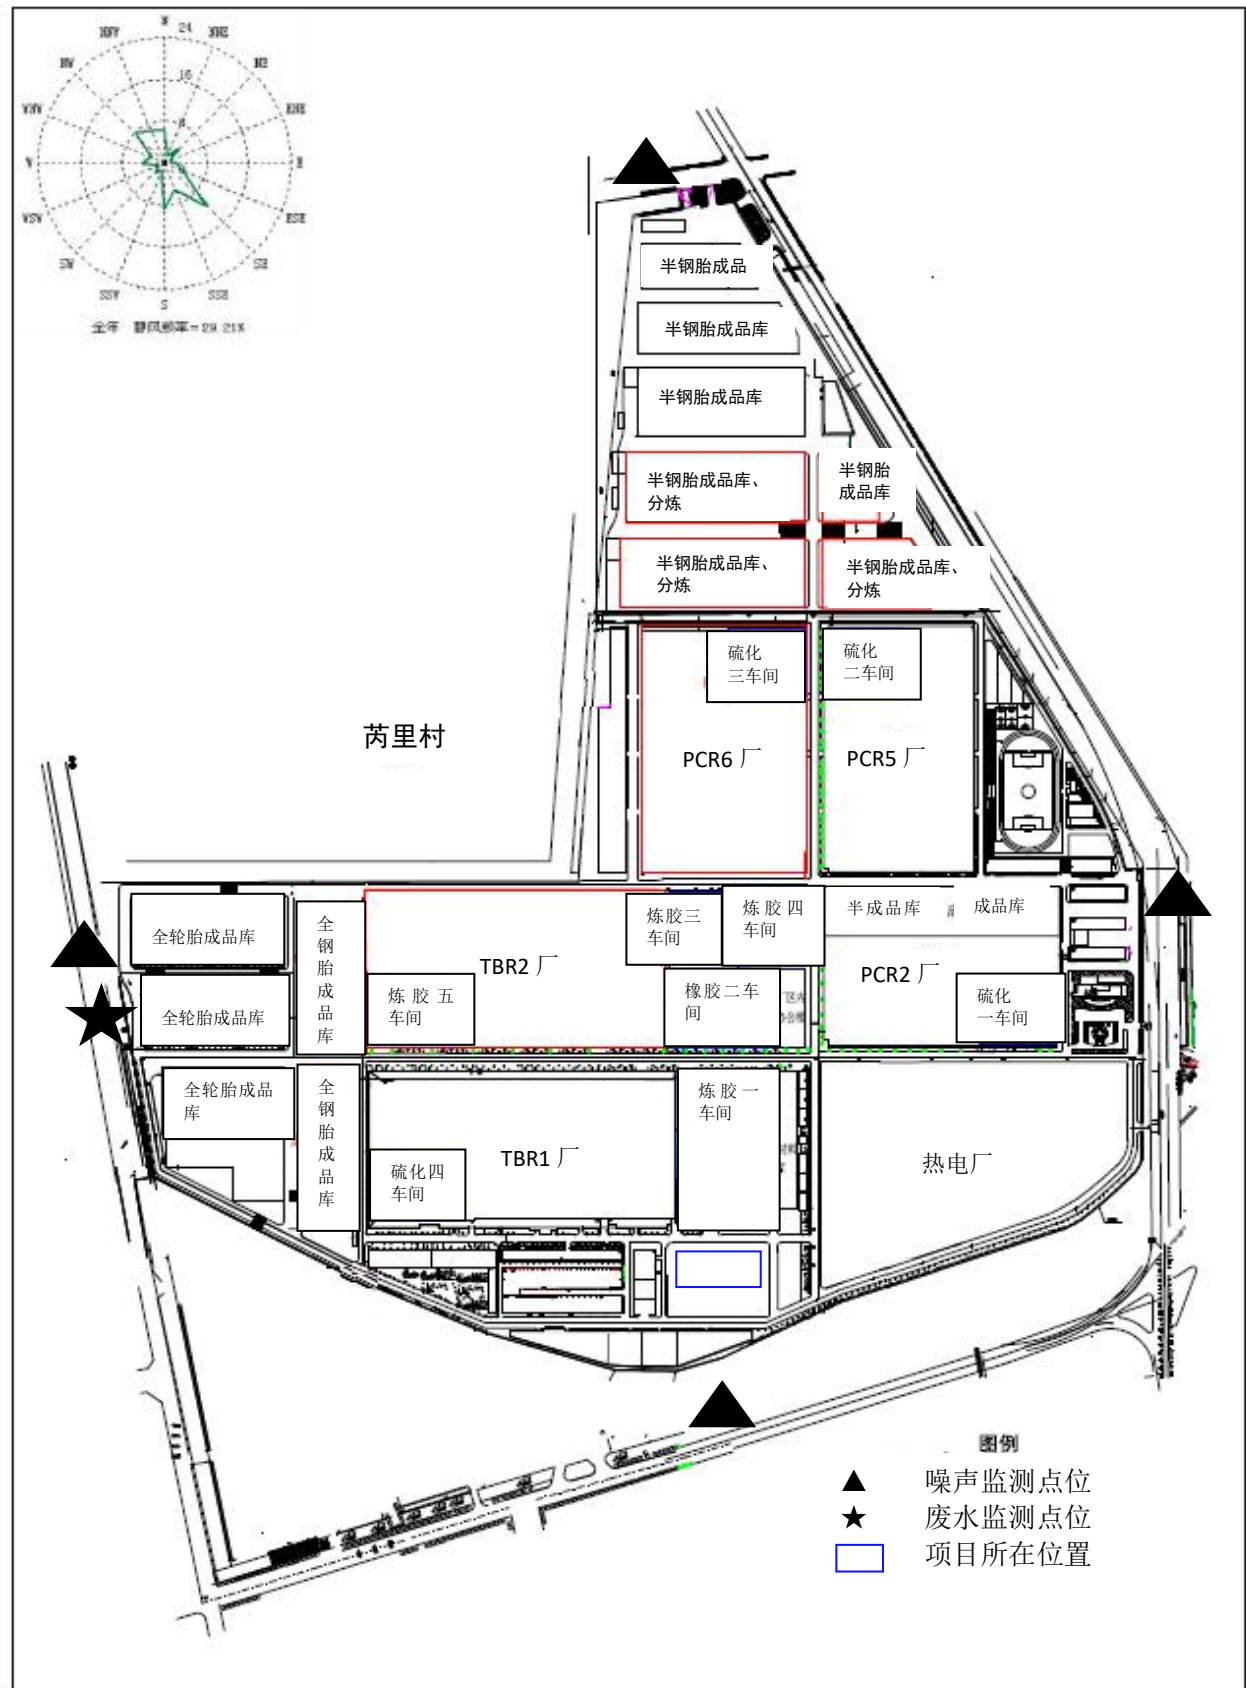 N
24
NNW
NNE
16
NW
NE
8
WNW
ENE
W
E
WSW
ESE
SW
SE
SSW
SSE
S
全年 静风频率=29.21%
半钢胎成品
半钢胎成品库
半钢胎成品库
半钢胎成品库、
分炼
半钢胎
成品库
半钢胎成品库、
分炼
半钢胎成品库、
分炼
硫化
三车间
硫化
二车间
芮里村
PCR6 厂
PCR5 厂
全轮胎成品库
全钢胎成品库
TBR2 厂
炼胶三
车间
炼胶四
车间
半成品库
成品库
PCR2 厂
全轮胎成品库
炼胶五
车间
橡胶二车
间
硫化
一车间
全轮胎成品
库
全钢胎成品库
炼胶一
车间
TBR1 厂
硫化四
车间
热电厂
图例
噪声监测点位
废水监测点位
项目所在位置